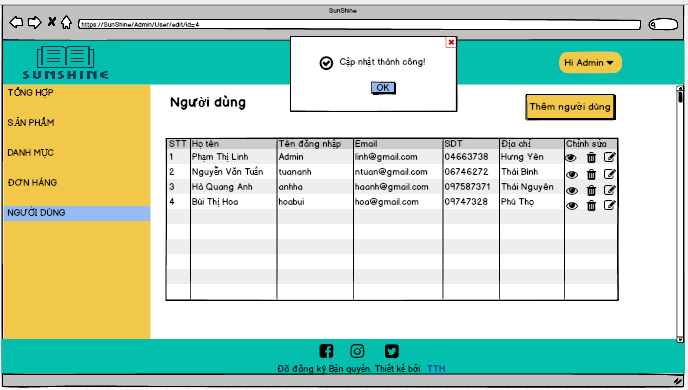 SunShine
https://SunShine/Admin/User/edit/id=4
SUNSHINE
Cập nhật thành công!
OK
Hi Admin
TỔNG HỢP
SẢN PHẨM
DANH MỤC
ĐƠN HÀNG
NGƯỜI DÙNG
Người dùng
Thêm người dùng
STT Họ tên Tên đăng nhập Email SDT Địa chỉ Chỉnh sửa
1 Phạm Thị Linh Admin linh@gmail.com 04663738 Hưng Yên
2 Nguyễn Văn Tuấn tuananh ntuan@gmail.com 06746272 Thái Bình
3 Hà Quang Anh anhha haanh@gmail.com 097587371 Thái Nguyên
4 Bùi Thị Hoa hoabui hoa@gmail.com 09747328 Phú Thọ
Đã đăng ký Bản quyền. Thiết kế bởi TTH